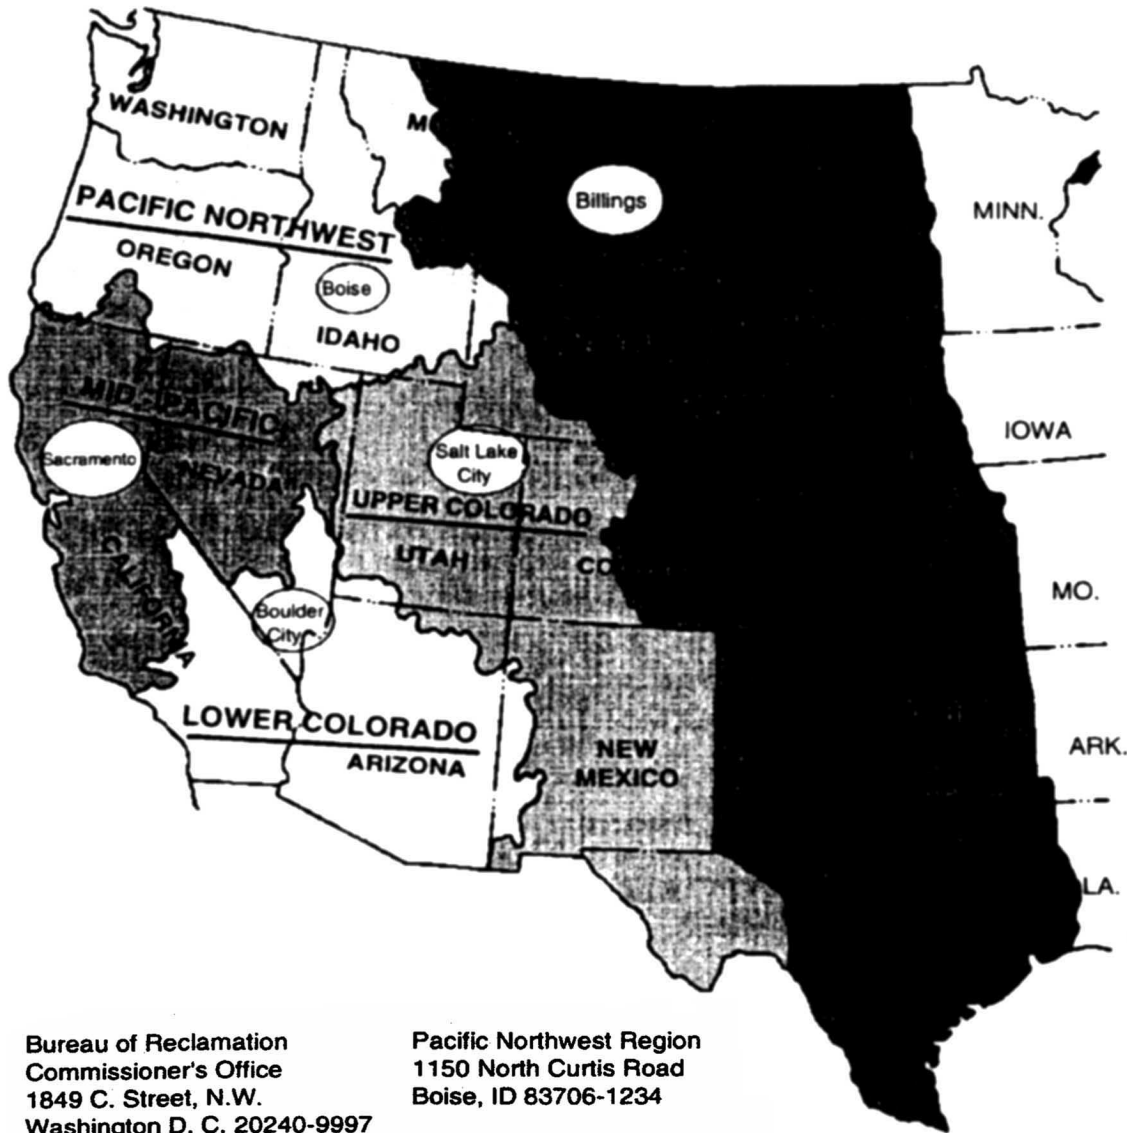 WASHINGTON
M
Billings
MINN.
PACIFIC NORTHWEST
OREGON
Boise
IDAHO
MID-PACIFIC
Sacramento
NEVADA
Salt Lake
City
IOWA
UPPER COLORADO
UTAH
CO
CALIFORNIA
Boulder
City
MO.
LOWER COLORADO
ARIZONA
NEW
MEXICO
ARK.
LA.
Bureau of Reclamation
Commissioner's Office
1849 C. Street, N.W.
Washington D. C. 20240-9997
Pacific Northwest Region
1150 North Curtis Road
Boise, ID 83706-1234